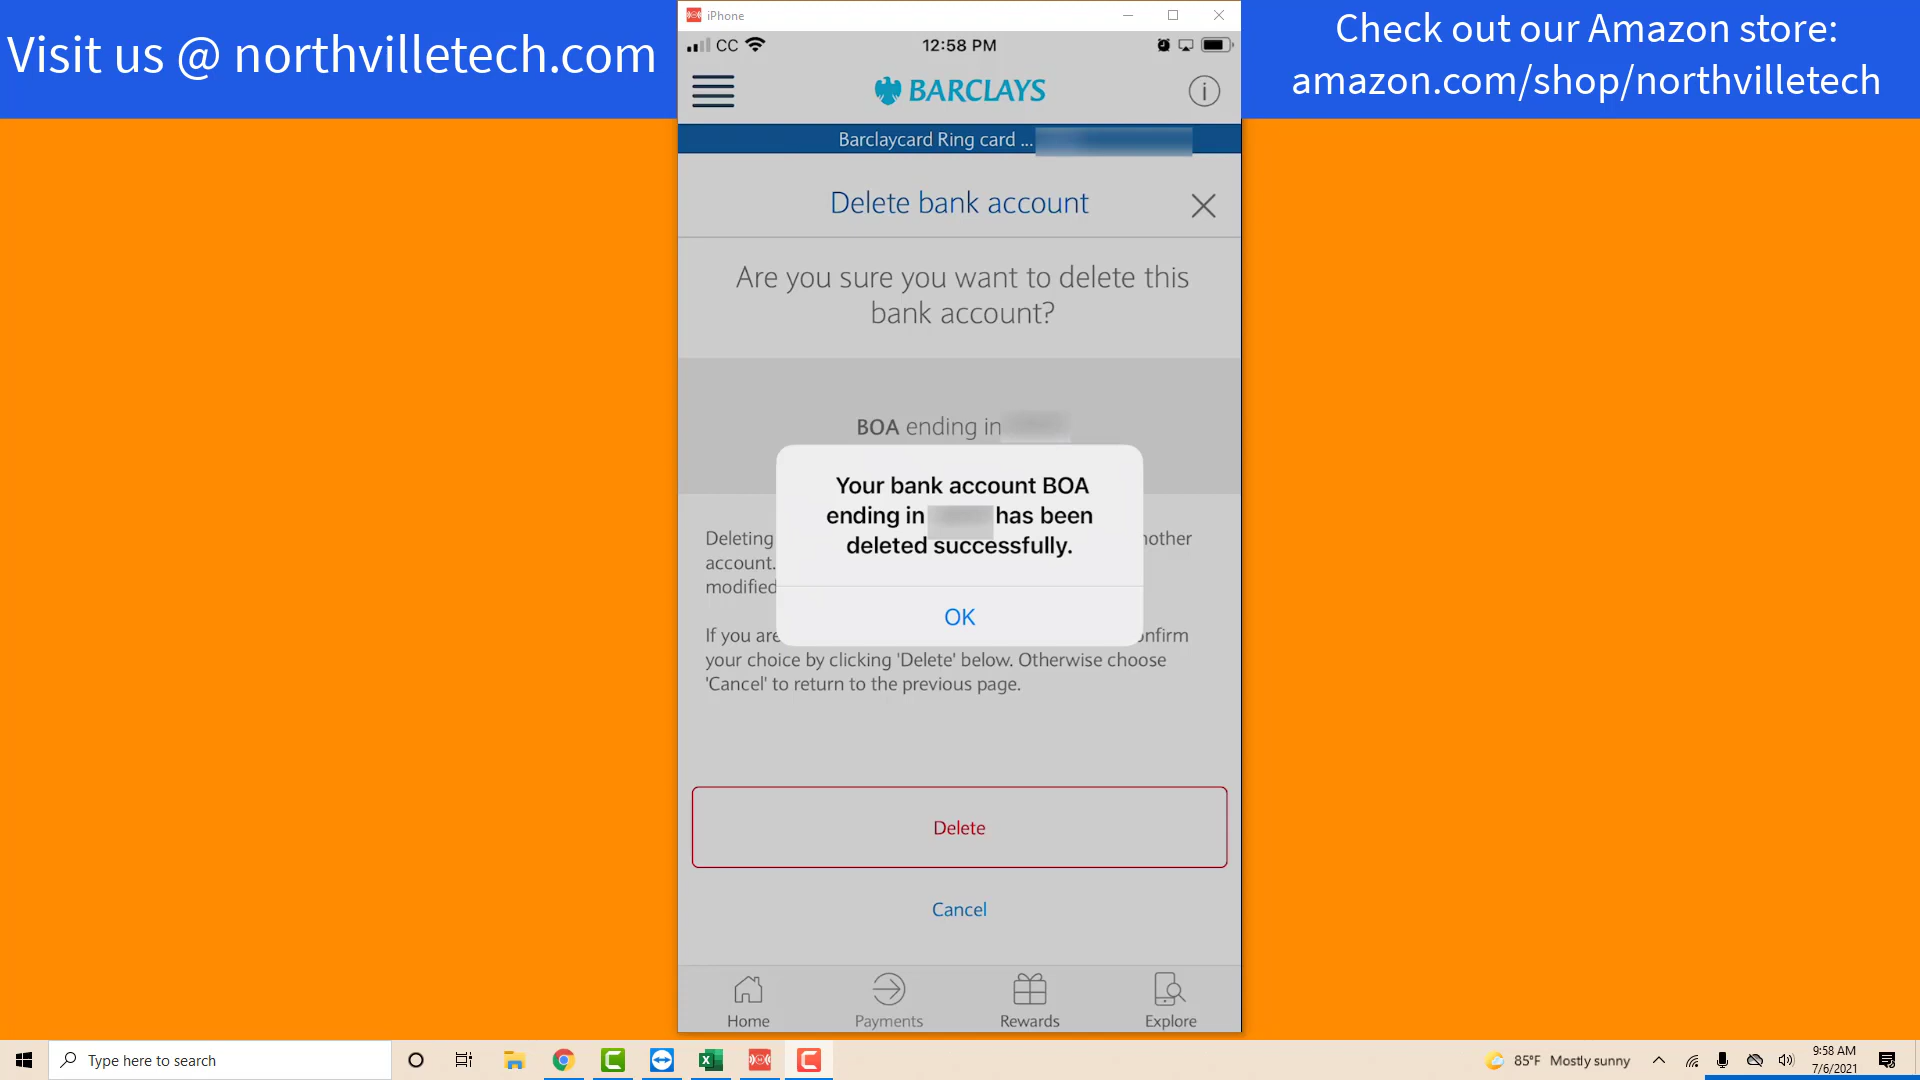 Visit us @ northvilletech.com
iPhone
Check out our Amazon store:
amazon.com/shop/northvilletech
CC
12:58 PM
BARCLAYS
Barclaycard Ring card ...
Delete bank account
Are you sure you want to delete this
bank account?
BOA ending in
Your bank account BOA
ending in has been
deleted successfully.
OK
Deleting
account.
modified
If you are
your choice by clicking 'Delete' below. Otherwise choose
'Cancel' to return to the previous page.
Delete
Cancel
Home
Payments
Rewards
Explore
Type here to search
85°F Mostly sunny
9:58 AM
7/6/2021